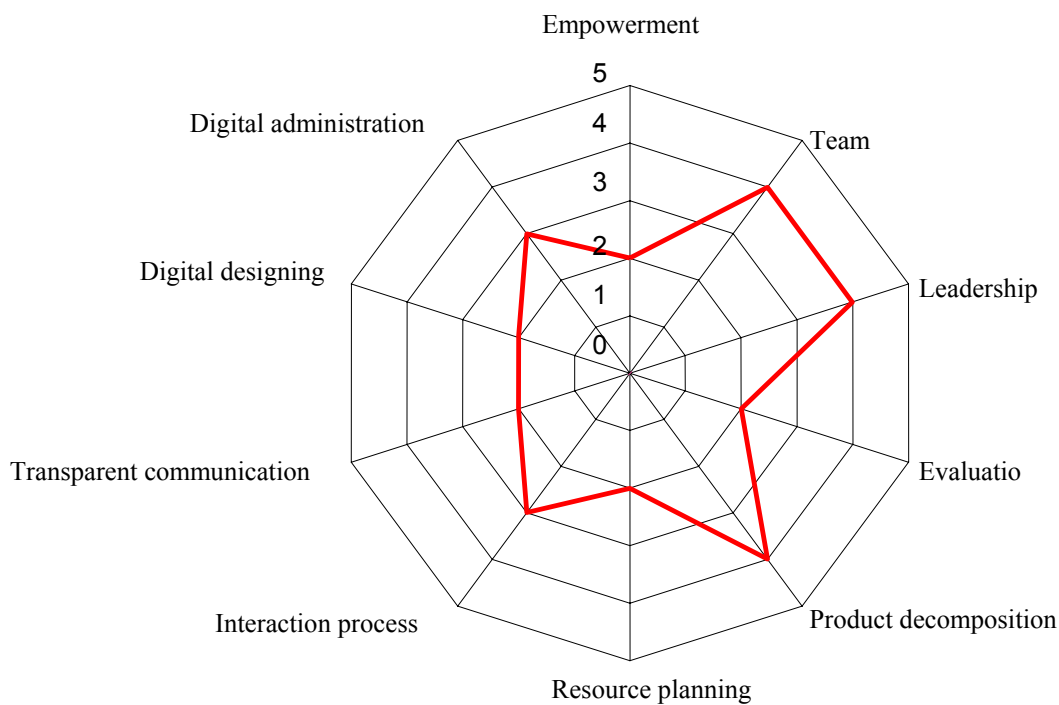 Empowerment
5
Digital administration
4
Team
3
Digital designing
2
Leadership
1
0
Transparent communication
Evaluatio
Interaction process
Product decomposition
Resource planning